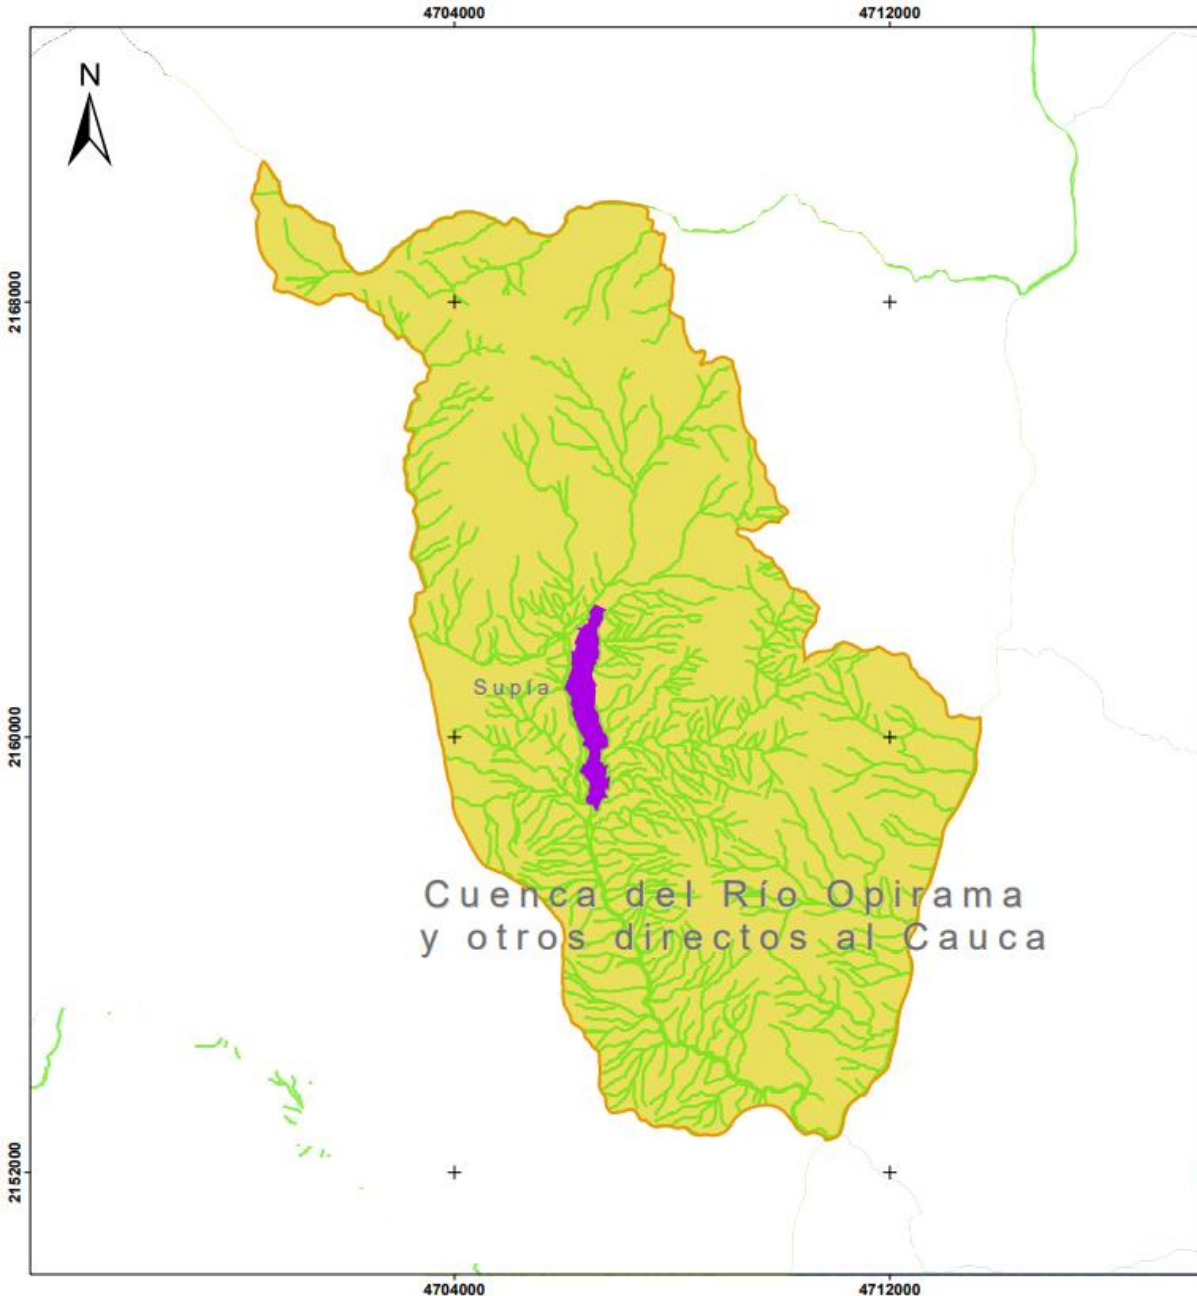 4704000 4712000
N
2168000
Supía
2160000
Cuenca del Río Opirama
y otros directos al Cauca
2152000
4704000 4712000